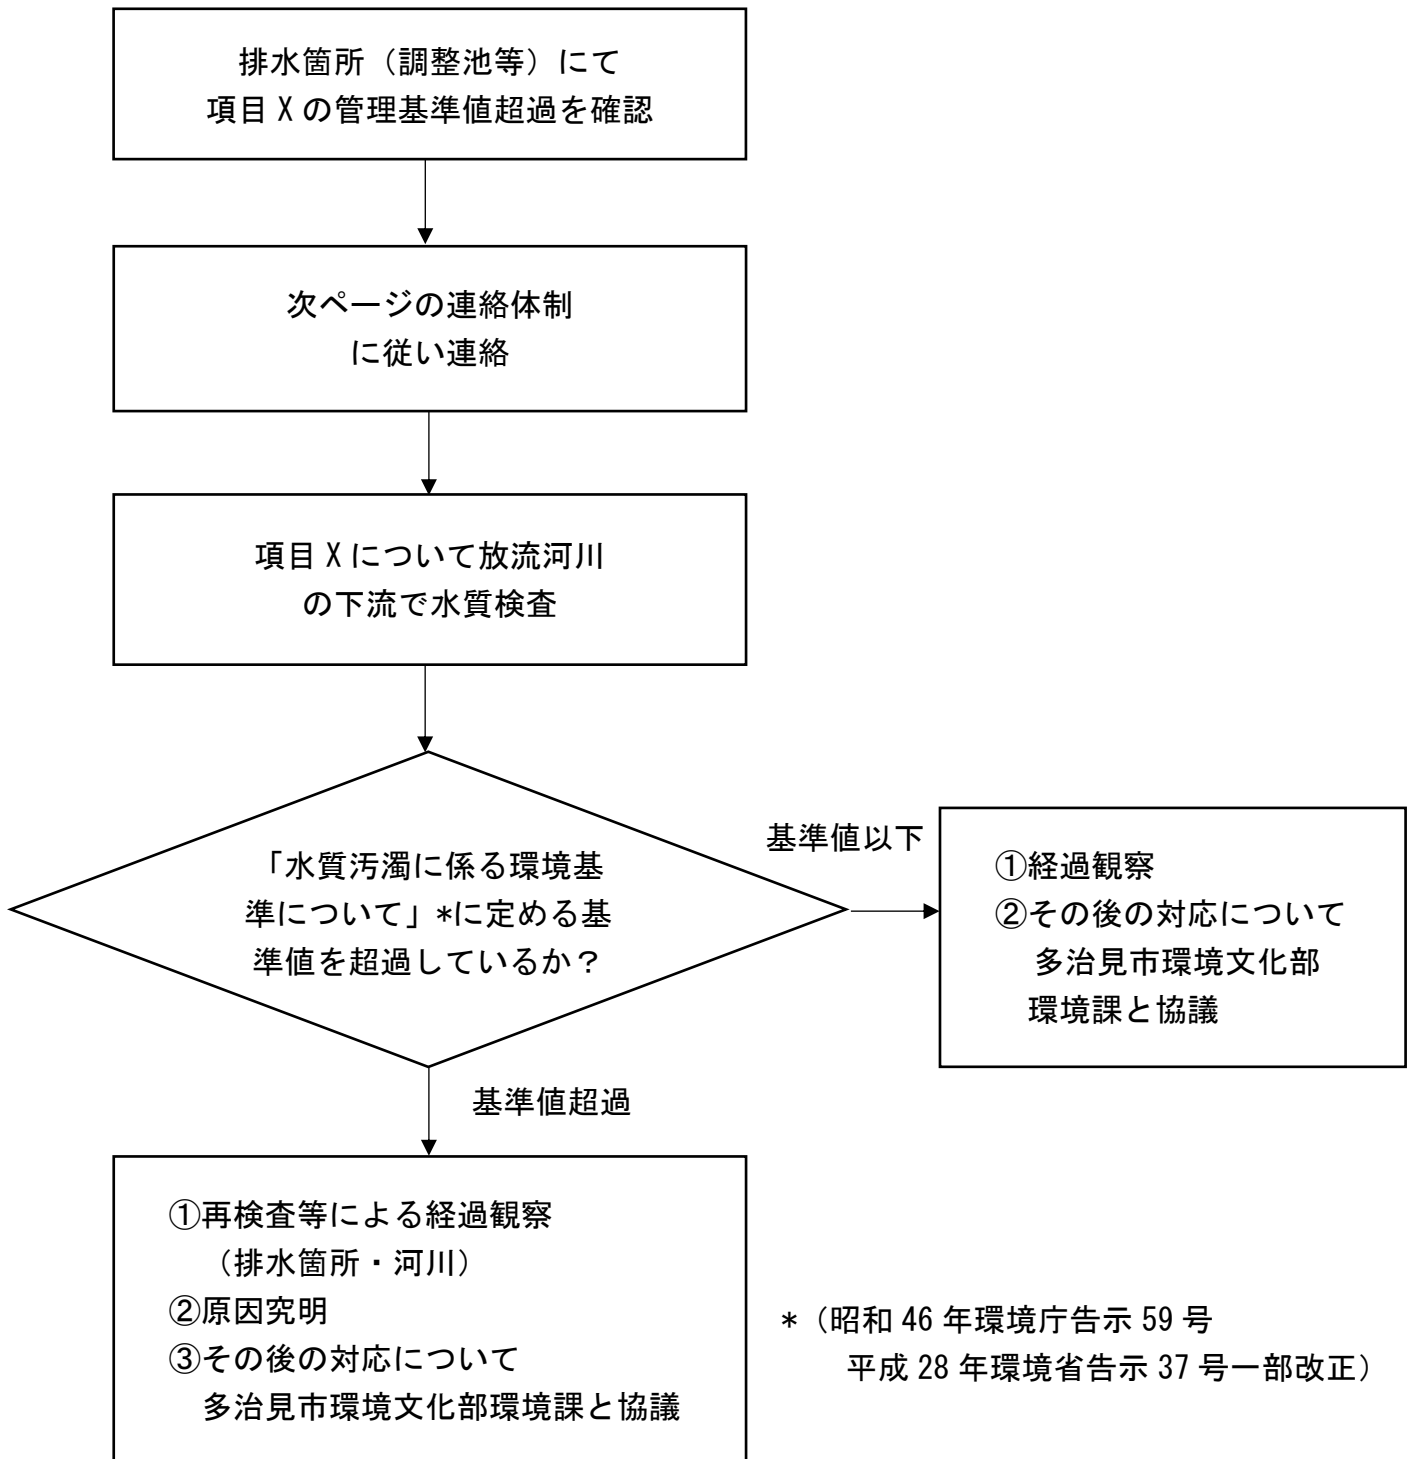 排水箇所（調整池等）にて
項目 X の管理基準値超過を確認
次ページの連絡体制
に従い連絡
項目 X について放流河川
の下流で水質検査
「水質汚濁に係る環境基
準について」*に定める基
準値を超過しているか？
基準値以下
①経過観察
②その後の対応について
多治見市環境文化部
環境課と協議
基準値超過
①再検査等による経過観察
（排水箇所・河川）
②原因究明
③その後の対応について
多治見市環境文化部環境課と協議
*（昭和 46 年環境庁告示 59 号
平成 28 年環境省告示 37 号一部改正）